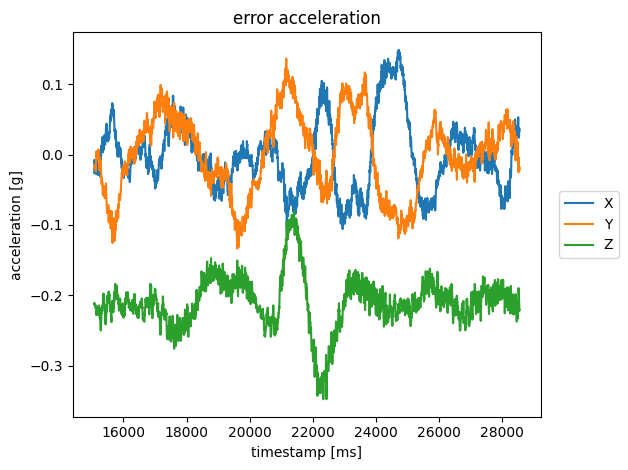 error acceleration
acceleration [g]
0.1
0.0
−0.1
−0.2
−0.3
16000 18000 20000 22000 24000 26000 28000
timestamp [ms]
X
Y
Z